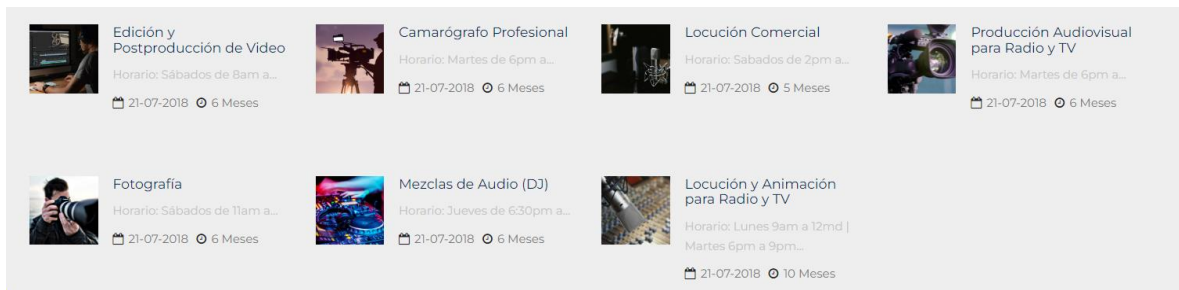 Edición y
Postproducción de Video
Horario: Sábados de 8am a...
21-07-2018 6 Meses
Camarógrafo Profesional
Horario: Martes de 6pm a...
21-07-2018 6 Meses
Locución Comercial
Horario: Sabados de 2pm a...
21-07-2018 5 Meses
Producción Audiovisual
para Radio y TV
Horario: Martes de 6pm a...
21-07-2018 6 Meses
Fotografía
Horario: Sábados de 11am a...
21-07-2018 6 Meses
Mezclas de Audio (DJ)
Horario: Jueves de 6:30pm a...
21-07-2018 6 Meses
Locución y Animación
para Radio y TV
Horario: Lunes 9am a 12md |
Martes 6pm a 9pm...
21-07-2018 10 Meses